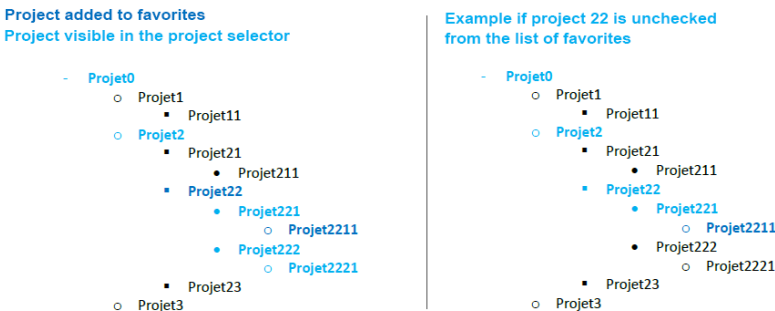 Project added to favorites
Project visible in the project selector
- Projet0
○ Projet1
▪ Projet11
○ Projet2
▪ Projet21
● Projet211
▪ Projet22
● Projet221
○ Projet2211
● Projet222
○ Projet2221
▪ Projet23
○ Projet3
Example if project 22 is unchecked
from the list of favorites
- Projet0
○ Projet1
▪ Projet11
○ Projet2
▪ Projet21
● Projet211
▪ Projet22
● Projet221
○ Projet2211
● Projet222
○ Projet2221
▪ Projet23
○ Projet3